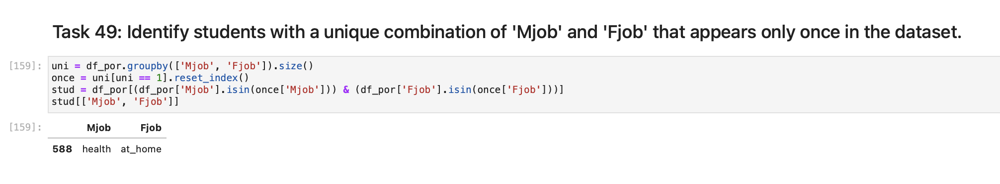 Task 49: Identify students with a unique combination of 'Mjob' and 'Fjob' that appears only once in the dataset.
[159]: uni = df_por.groupby(['Mjob', 'Fjob']).size()
once = uni[uni == 1].reset_index()
stud = df_por[(df_por['Mjob'].isin(once['Mjob'])) & (df_por['Fjob'].isin(once['Fjob']))]
stud[['Mjob', 'Fjob']]
[159]: Mjob Fjob
588 health at_home